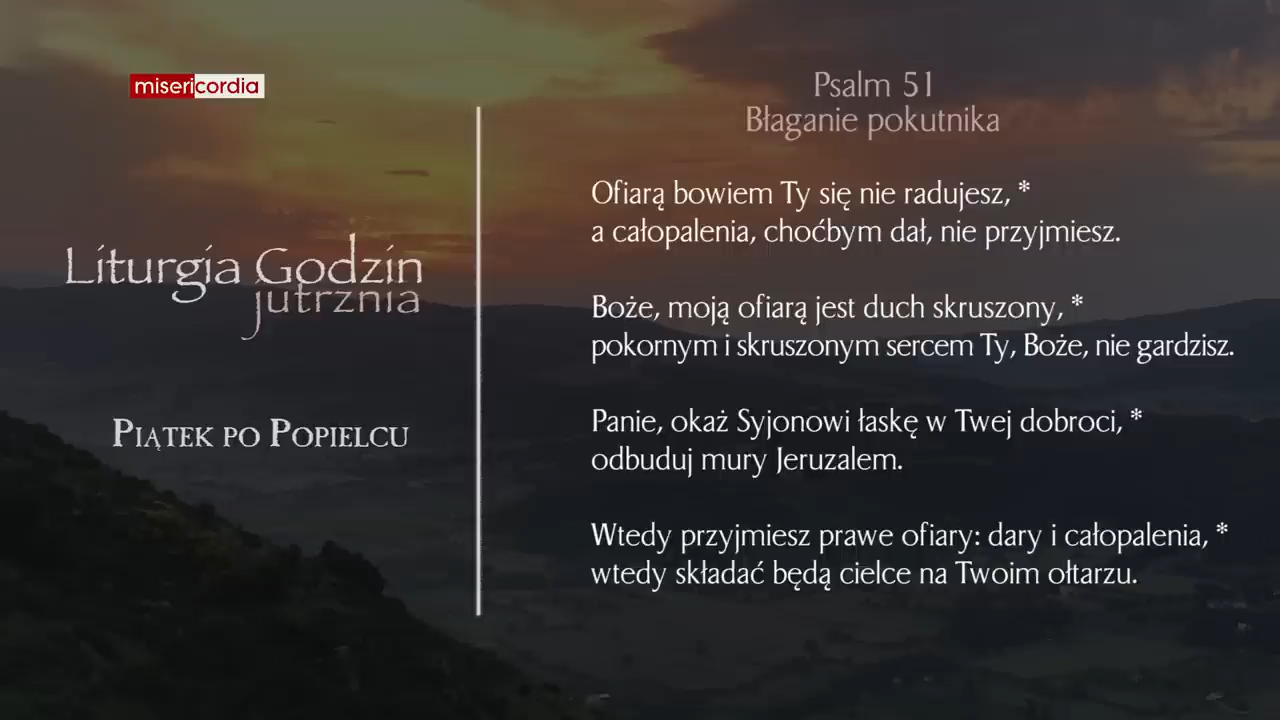 misericordia
Liturgia Godzin
jutrznia
Piątek po Popielcu
Psalm 51
Błaganie pokutnika
Ofiarą bowiem Ty się nie radujesz, *
a całopalenia, choćbym dał, nie przyjmiesz.
Boże, moją ofiarą jest duch skruszony, *
pokornym i skruszonym sercem Ty, Boże, nie gardzisz.
Panie, okaż Syjonowi łaskę w Twej dobroci, *
odbuduj mury Jeruzalem.
Wtedy przyjmiesz prawe ofiary: dary i całopalenia, *
wtedy składać będą cielce na Twoim ołtarzu.